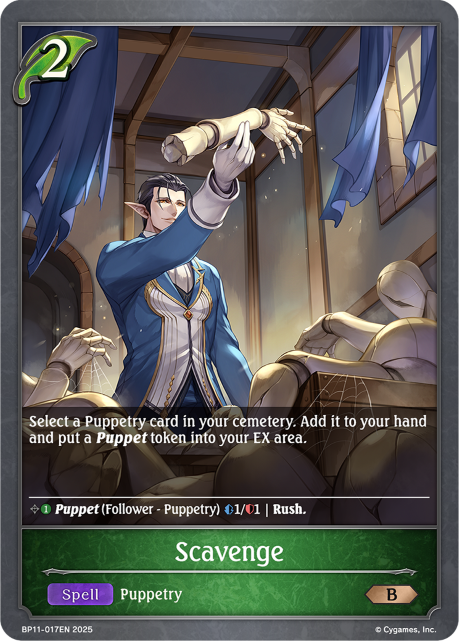 2
Select a Puppetry card in your cemetery. Add it to your hand
and put a Puppet token into your EX area.
1 Puppet (Follower - Puppetry) 1/1 | Rush.
Scavenge
Spell Puppetry B
BP11-017EN 2025 © Cygames, Inc.